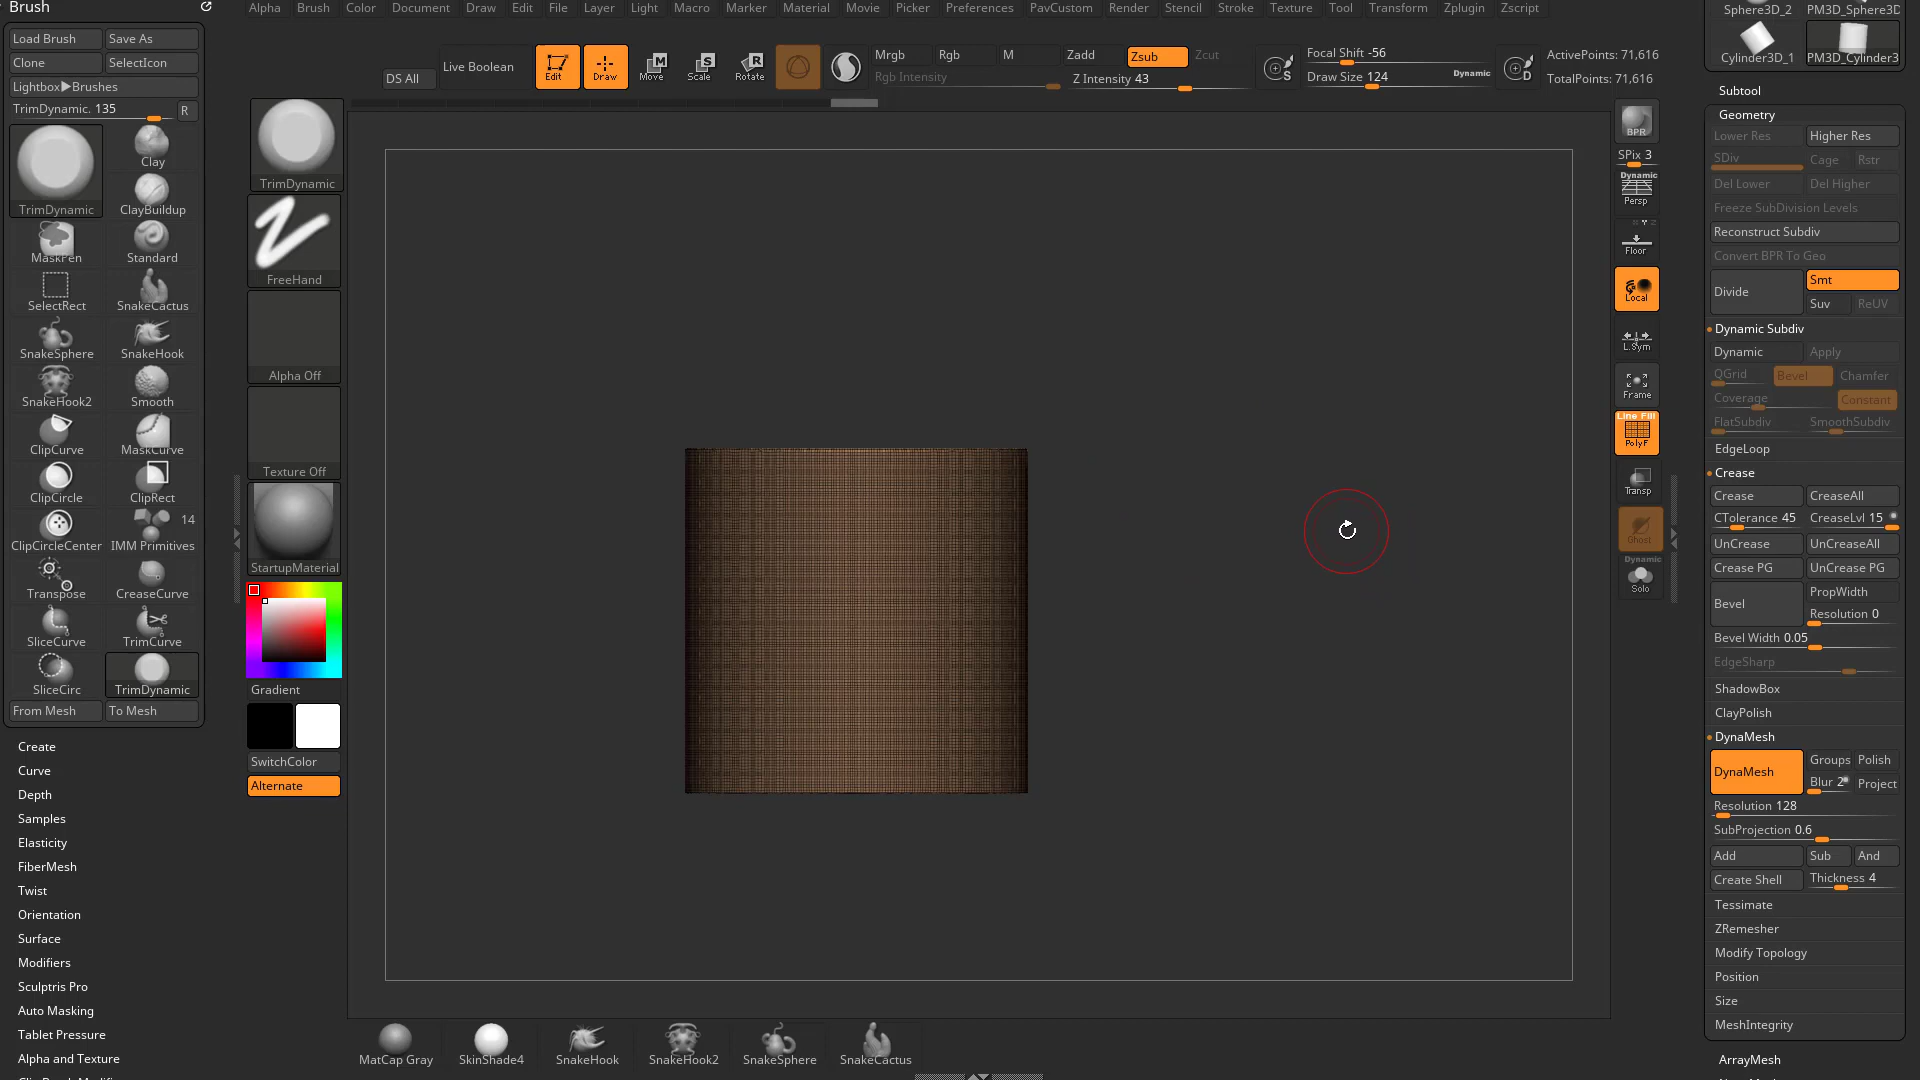 Brush
Load Brush
Save As
Clone
SelectIcon
Lightbox▶Brushes
TrimDynamic. 135
R
TrimDynamic
Clay
ClayBuildup
MaskPen
Standard
SelectRect
SnakeCactus
SnakeSphere
SnakeHook
SnakeHook2
Smooth
ClipCurve
MaskCurve
ClipCircle
ClipRect
14
ClipCircleCenter
IMM Primitives
Transpose
CreaseCurve
SliceCurve
TrimCurve
SliceCirc
TrimDynamic
From Mesh
To Mesh
Create
Curve
Depth
Samples
Elasticity
FiberMesh
Twist
Orientation
Surface
Modifiers
Sculptris Pro
Auto Masking
Tablet Pressure
Alpha and Texture
Alpha
Brush
Color
Document
Draw
Edit
File
Layer
Light
Macro
Marker
Material
Movie
Picker
Preferences
PavCustom
Render
Stencil
Stroke
Texture
Tool
Transform
Zplugin
Zscript
DS All
Live Boolean
Edit
Draw
Move
Scale
Rotate
Mrgb
Rgb
M
Rgb Intensity
Zadd
Zsub
Zcut
Z Intensity 43
S
Focal Shift -56
Draw Size 124
Dynamic
D
ActivePoints: 71,616
TotalPoints: 71,616
TrimDynamic
FreeHand
Alpha Off
Texture Off
StartupMaterial
Gradient
SwitchColor
Alternate
BPR
SPix 3
Dynamic
Persp
Floor
Local
L.Sym
Frame
Line Fill
PolyF
Transp
Ghost
Dynamic
Solo
MatCap Gray
SkinShade4
SnakeHook
SnakeHook2
SnakeSphere
SnakeCactus
Sphere3D_2
PM3D_Sphere3D
Cylinder3D_1
PM3D_Cylinder3
Subtool
Geometry
Lower Res
Higher Res
SDiv
Cage
Rstr
Del Lower
Del Higher
Freeze SubDivision Levels
Reconstruct Subdiv
Convert BPR To Geo
Divide
Smt
Suv
ReUV
Dynamic Subdiv
Dynamic
Apply
QGrid
Bevel
Chamfer
Coverage
Constant
FlatSubdiv
SmoothSubdiv
EdgeLoop
Crease
Crease
CreaseAll
CTolerance 45
CreaseLvl 15
UnCrease
UnCreaseAll
Crease PG
UnCrease PG
Bevel
PropWidth
Resolution 0
Bevel Width 0.05
EdgeSharp
ShadowBox
ClayPolish
DynaMesh
DynaMesh
Groups
Polish
Blur 2
Project
Resolution 128
SubProjection 0.6
Add
Sub
And
Create Shell
Thickness 4
Tessimate
ZRemesher
Modify Topology
Position
Size
MeshIntegrity
ArrayMesh